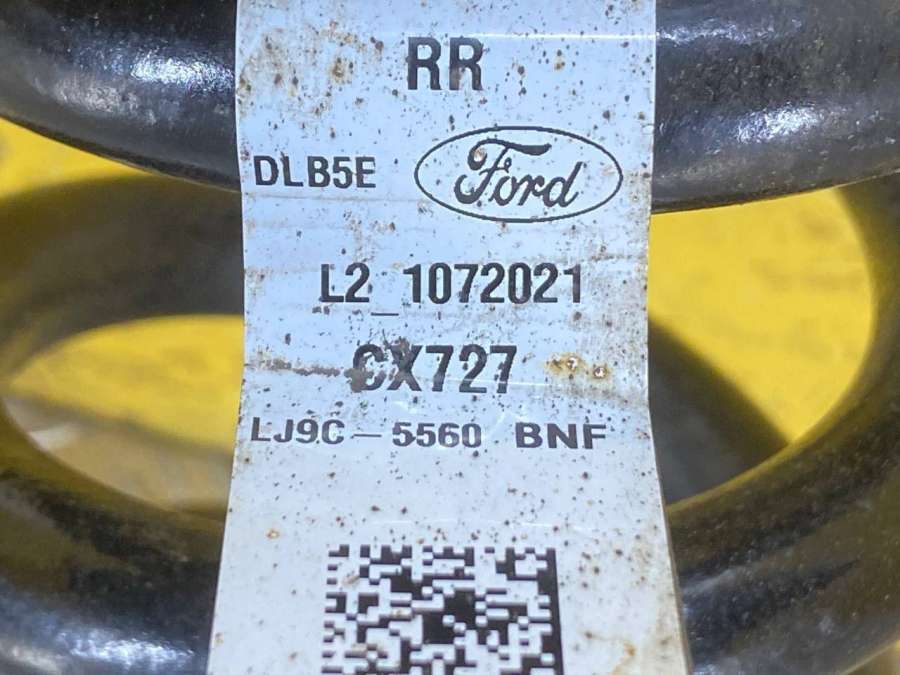 RR
DLB5E Ford
L2_1072021
CX727
LJ9C-5560 BNF